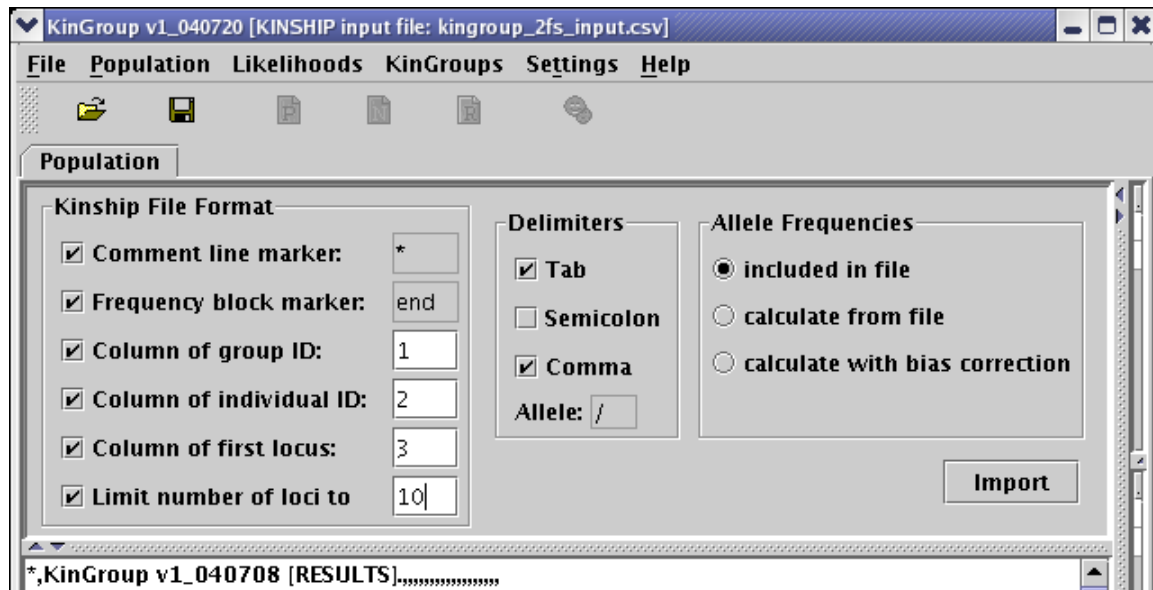 KinGroup v1_040720 [KINSHIP input file: kingroup_2fs_input.csv]
File Population Likelihoods KinGroups Settings Help
P N R
Population
Kinship File Format
Comment line marker: *
Frequency block marker: end
Column of group ID: 1
Column of individual ID: 2
Column of first locus: 3
Limit number of loci to 10
Delimiters
Tab
Semicolon
Comma
Allele: /
Allele Frequencies
included in file
calculate from file
calculate with bias correction
Import
*,KinGroup v1_040708 [RESULTS].,,,,,,,,,,,,,,,,,,,